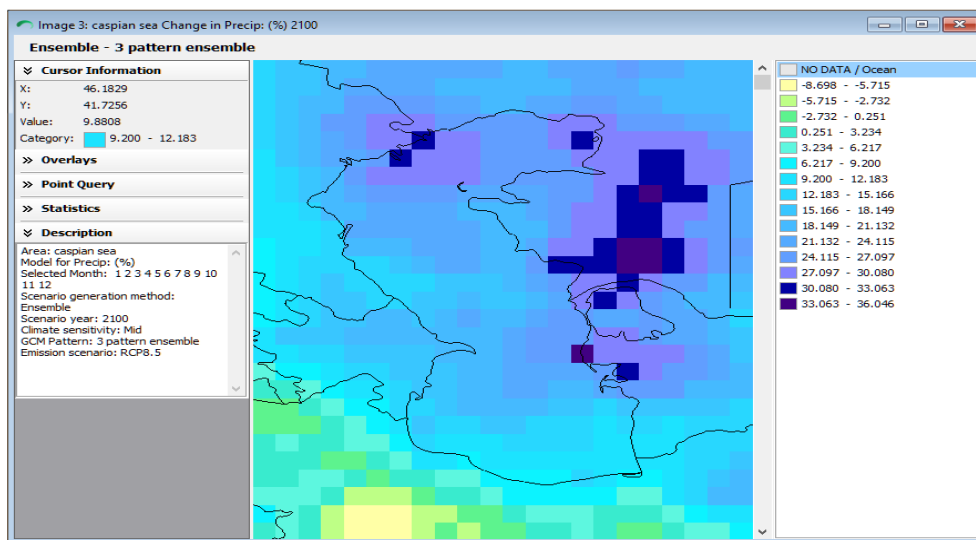 Image 3: caspian sea Change in Precip: (%) 2100
Ensemble - 3 pattern ensemble
Cursor Information
X: 46.1829
Y: 41.7256
Value: 9.8808
Category: 9.200 - 12.183
Overlays
Point Query
Statistics
Description
Area: caspian sea
Model for Precip: (%)
Selected Month: 1 2 3 4 5 6 7 8 9 10
11 12
Scenario generation method:
Ensemble
Scenario year: 2100
Climate sensitivity: Mid
GCM Pattern: 3 pattern ensemble
Emission scenario: RCP8.5
NO DATA / Ocean
-8.698 - -5.715
-5.715 - -2.732
-2.732 - 0.251
0.251 - 3.234
3.234 - 6.217
6.217 - 9.200
9.200 - 12.183
12.183 - 15.166
15.166 - 18.149
18.149 - 21.132
21.132 - 24.115
24.115 - 27.097
27.097 - 30.080
30.080 - 33.063
33.063 - 36.046